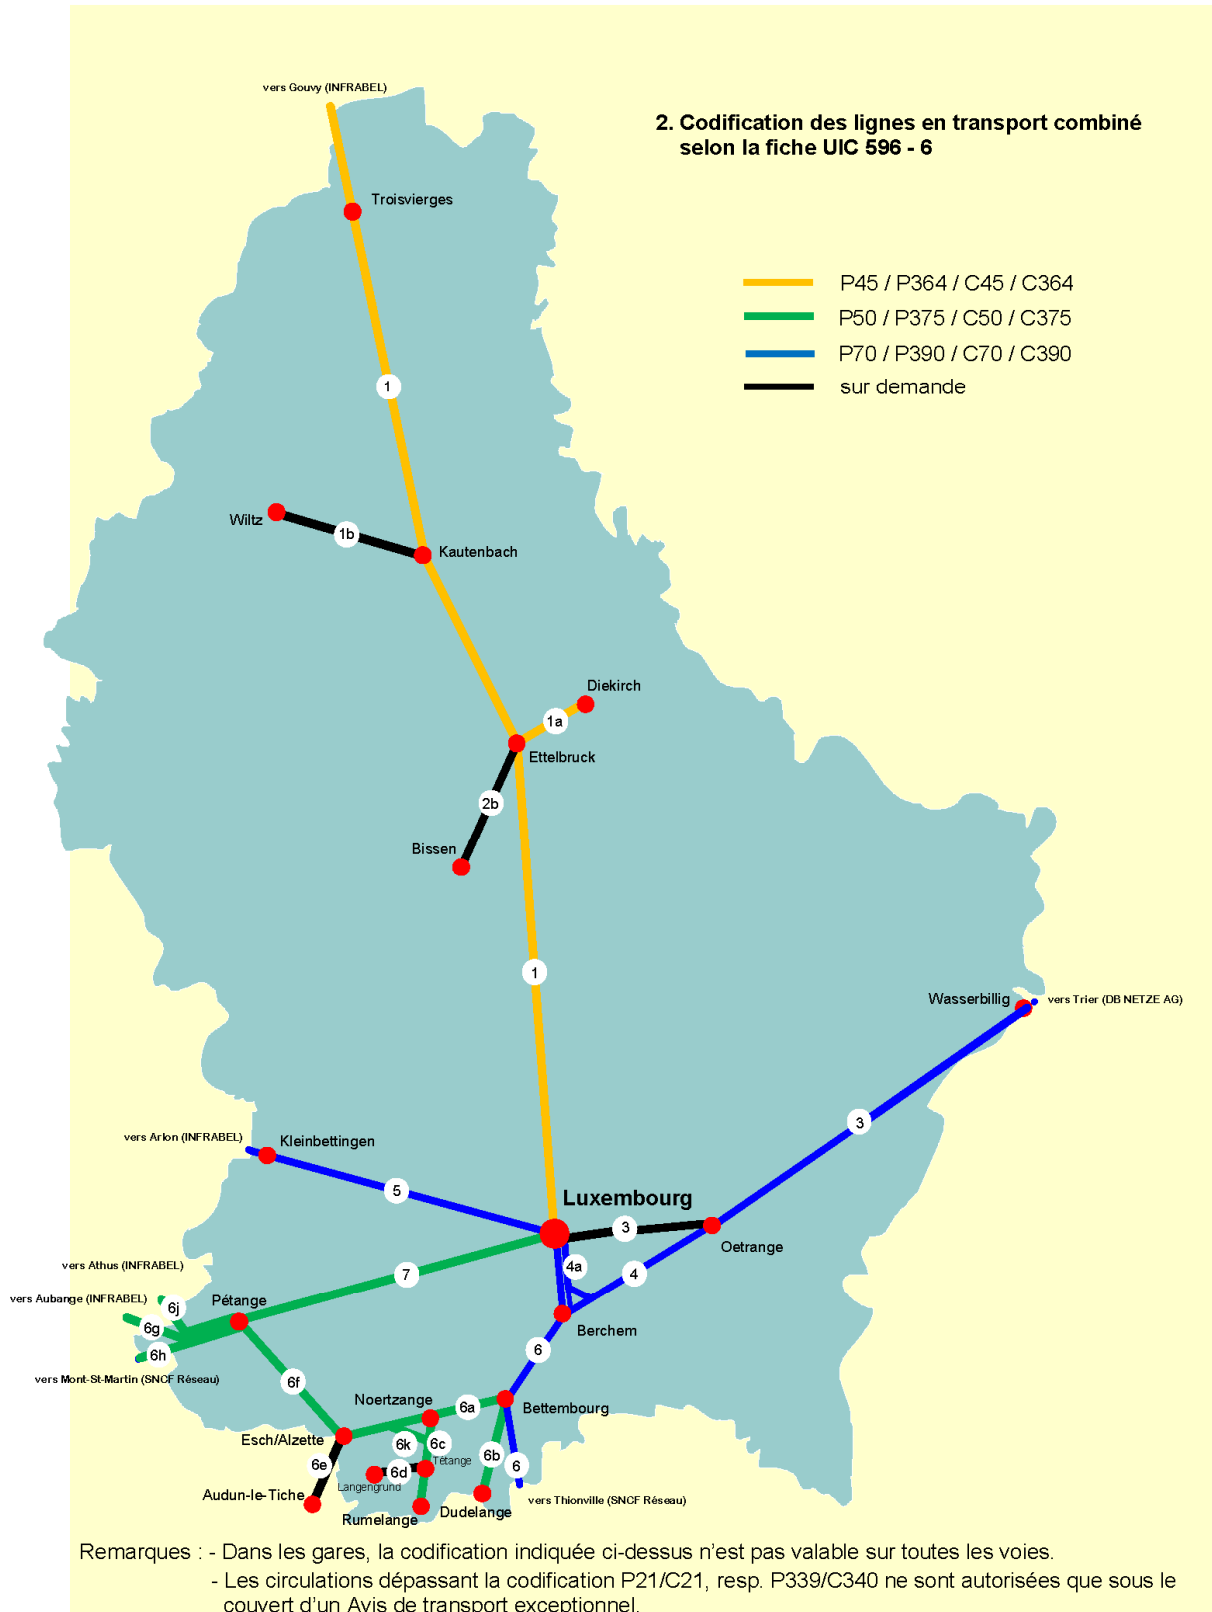 vers Gouvy (INFRABEL)
2. Codification des lignes en transport combiné
selon la fiche UIC 596 - 6
Troisvierges
P45 / P364 / C45 / C364
P50 / P375 / C50 / C375
P70 / P390 / C70 / C390
sur demande
1
Wiltz
1b
Kautenbach
Diekirch
1a
Ettelbruck
2b
Bissen
1
Wasserbillig
vers Trier (DB NETZE AG)
3
vers Arlon (INFRABEL)
Kleinbettingen
5
Luxembourg
3
Oetrange
4a
4
7
vers Athus (INFRABEL)
vers Aubange (INFRABEL)
Pétange
6j
6g
6h
Berchem
6
vers Mont-St-Martin (SNCF Réseau)
6f
Noertzange
6a
Bettembourg
Esch/Alzette
6k
6c
6b
6
6e
6d
Tétange
Langengrund
Audun-le-Tiche
Rumelange
Dudelange
vers Thionville (SNCF Réseau)
Remarques : - Dans les gares, la codification indiquée ci-dessus n'est pas valable sur toutes les voies.
- Les circulations dépassant la codification P21/C21, resp. P339/C340 ne sont autorisées que sous le
couvert d'un Avis de transport exceptionnel.